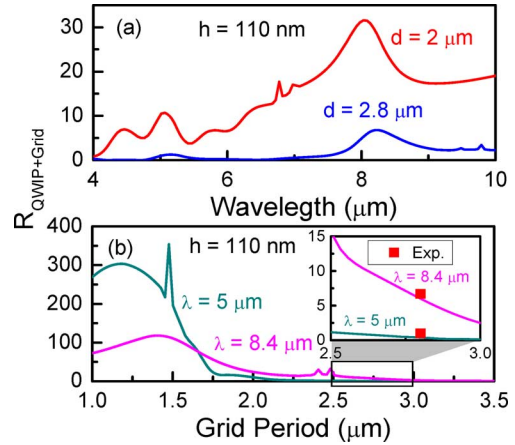 (a)
h = 110 nm
d = 2 μm
d = 2.8 μm
30
20
10
0
4
6
8
10
Wavelegth (μm)
R_QWIP+Grid
(b)
h = 110 nm
400
300
200
100
0
λ = 5 μm
λ = 8.4 μm
15
10
5
0
Exp.
λ = 8.4 μm
λ = 5 μm
2.5
3.0
1.0
1.5
2.0
2.5
3.0
3.5
Grid Period (μm)